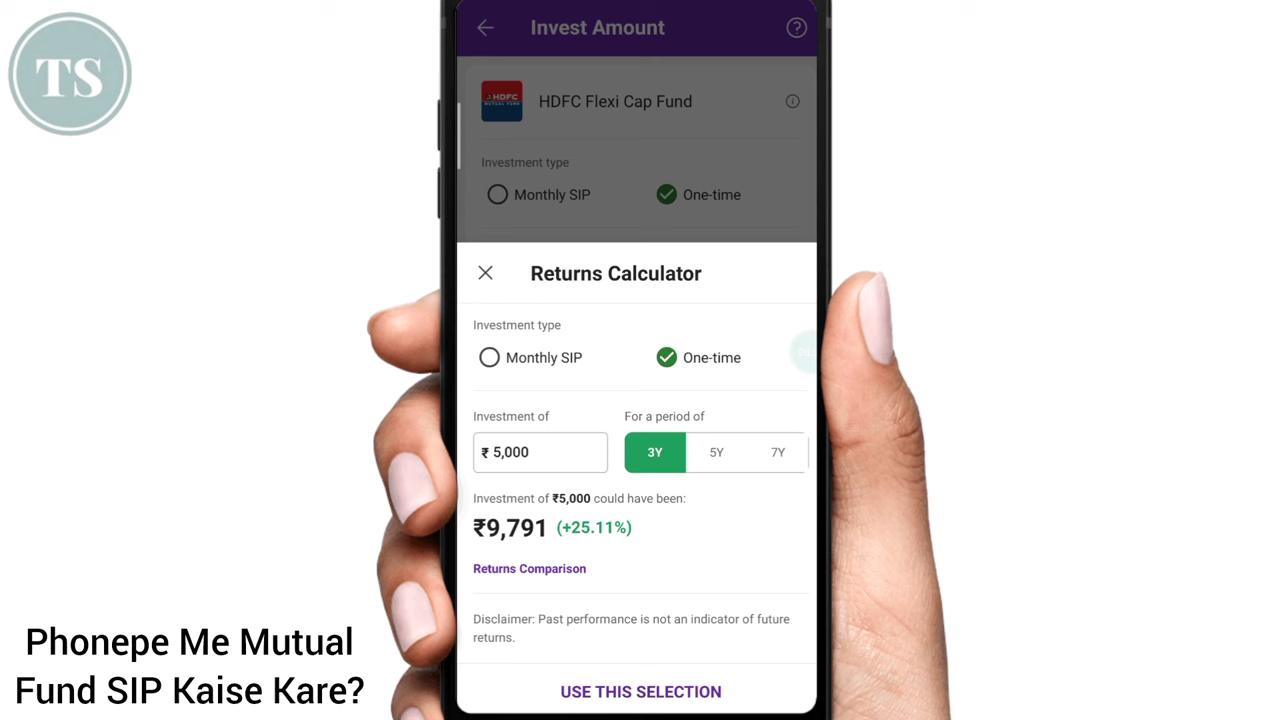 TS
Invest Amount
?
HDFC
MUTUAL FUND
HDFC Flexi Cap Fund
Investment type
Monthly SIP
One-time
Returns Calculator
Investment type
Monthly SIP
One-time
Investment of
For a period of
₹ 5,000
3Y
5Y
7Y
Investment of ₹5,000 could have been:
₹9,791 (+25.11%)
Returns Comparison
Disclaimer: Past performance is not an indicator of future
returns.
USE THIS SELECTION
Phonepe Me Mutual
Fund SIP Kaise Kare?